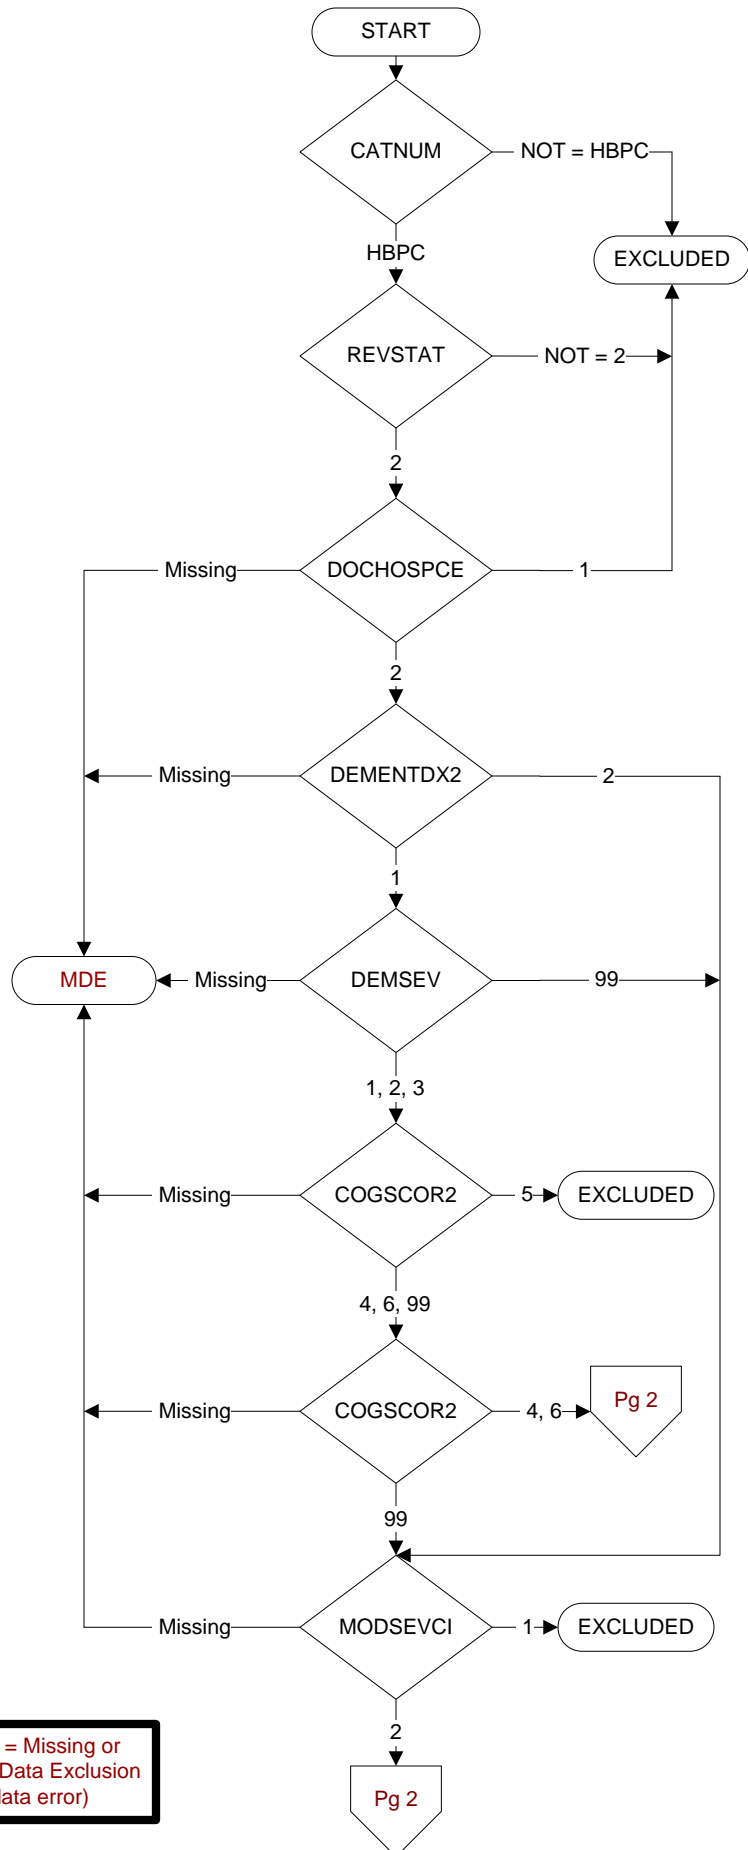 START
CATNUM
NOT = HBPC
HBPC
EXCLUDED
REVSTAT
NOT = 2
2
Missing
DOCHOSPCE
1
2
Missing
DEMENTDX2
2
1
MDE
Missing
DEMSEV
99
1, 2, 3
Missing
COGSCOR2
5
EXCLUDED
4, 6, 99
Missing
COGSCOR2
4, 6
Pg 2
99
Missing
MODSEVCI
1
EXCLUDED
2
= Missing or
Data Exclusion
data error)
Pg 2